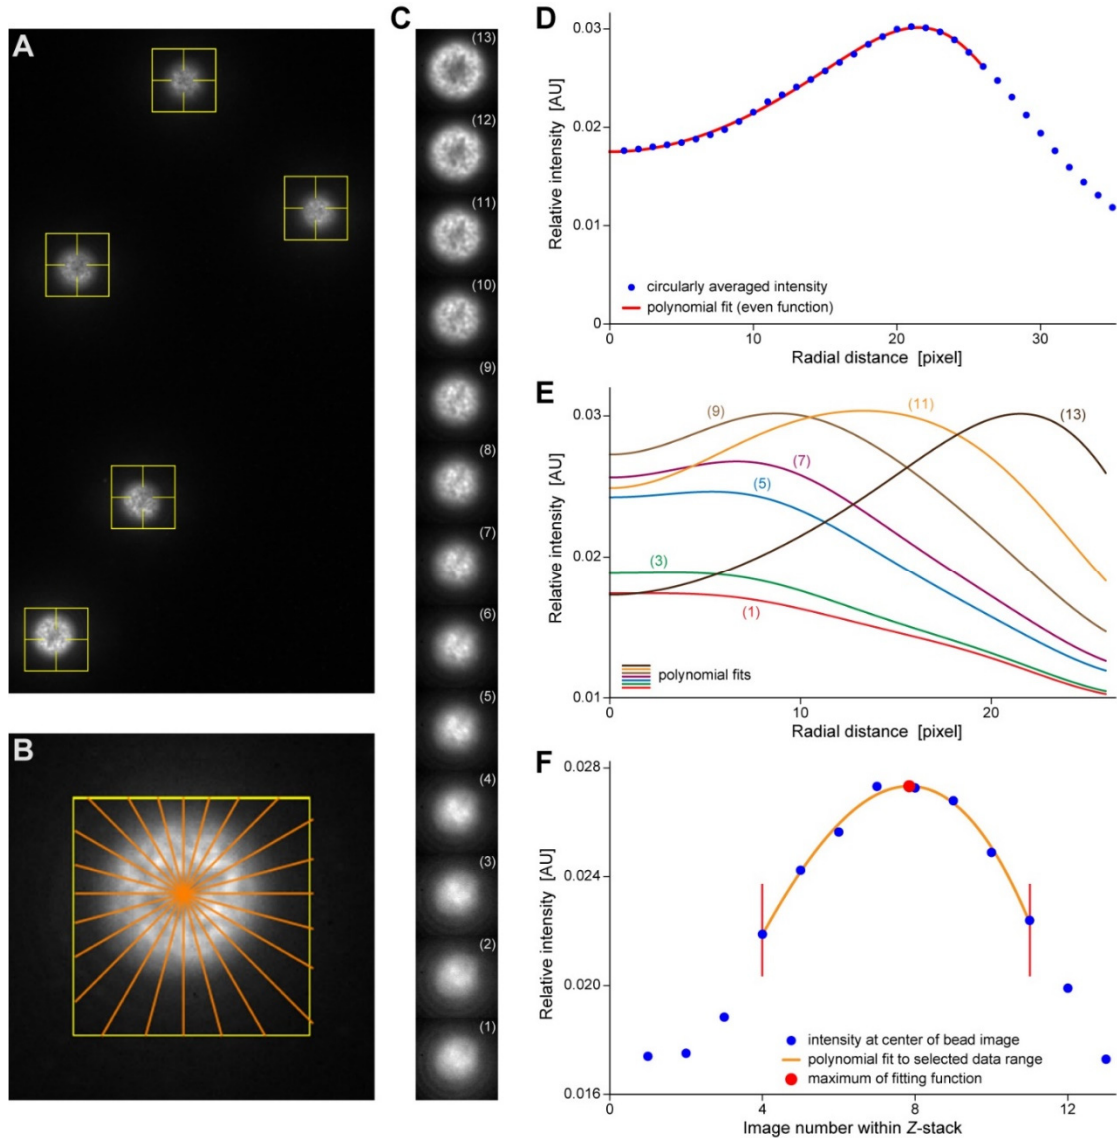 A
B
C
(13)
(12)
(11)
(10)
(9)
(8)
(7)
(6)
(5)
(4)
(3)
(2)
(1)
D
Relative intensity [AU]
0.03
0.02
0.01
0
circularly averaged intensity
polynomial fit (even function)
0
10
20
30
Radial distance [pixel]
E
Relative intensity [AU]
0.03
0.02
0.01
(9)
(11)
(13)
(7)
(5)
(3)
(1)
polynomial fits
0
10
20
Radial distance [pixel]
F
Relative intensity [AU]
0.028
0.024
0.020
0.016
intensity at center of bead image
polynomial fit to selected data range
maximum of fitting function
0
4
8
12
Image number within Z-stack